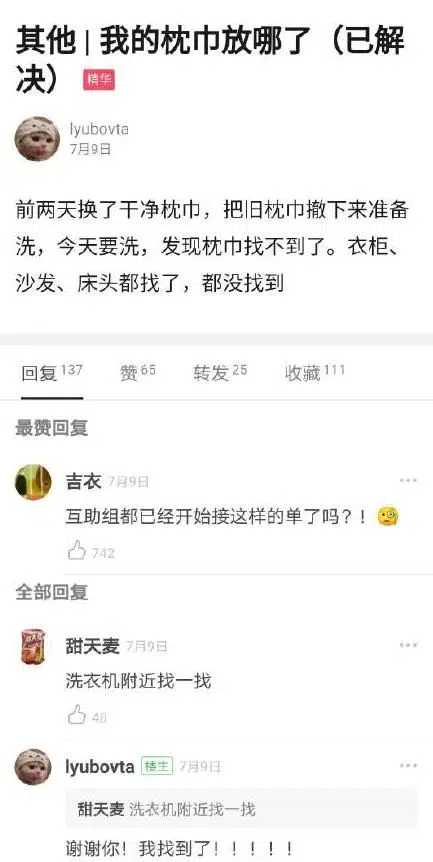 其他 | 我的枕巾放哪了（已解
决） 精华
lyubovta
7月9日
前两天换了干净枕巾，把旧枕巾撤下来准备
洗，今天要洗，发现枕巾找不到了。衣柜、
沙发、床头都找了，都没找到
回复 137 赞 65 转发 25 收藏 111
最赞回复
吉衣 7月9日
互助组都已经开始接这样的单了吗？！🧐
742
全部回复
甜天麦 7月9日
洗衣机附近找一找
48
lyubovta 楼主 7月9日
甜天麦 洗衣机附近找一找
谢谢你！我找到了！！！！！